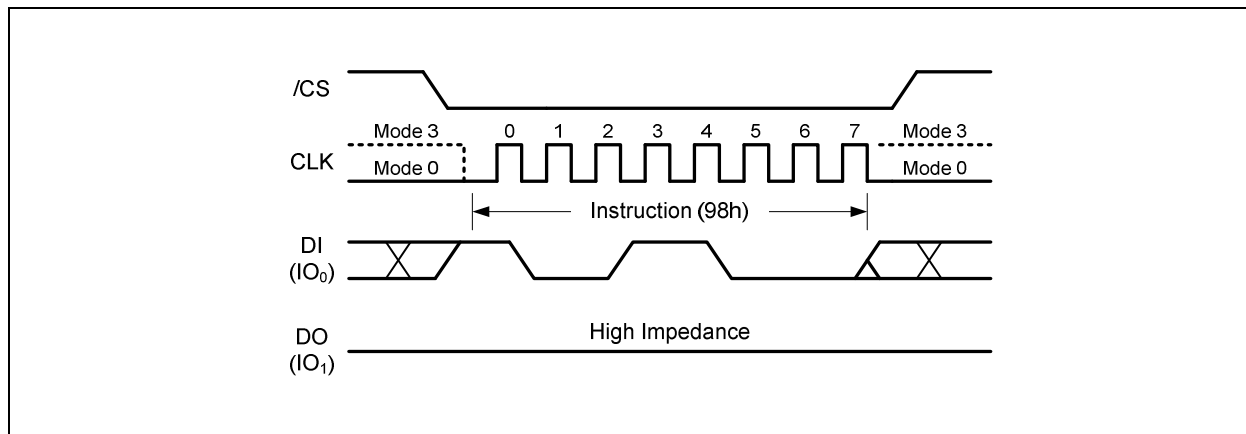 /CS
Mode 3 0 1 2 3 4 5 6 7 Mode 3
CLK Mode 0 Mode 0
Instruction (98h)
DI
(IO₀)
High Impedance
DO
(IO₁)